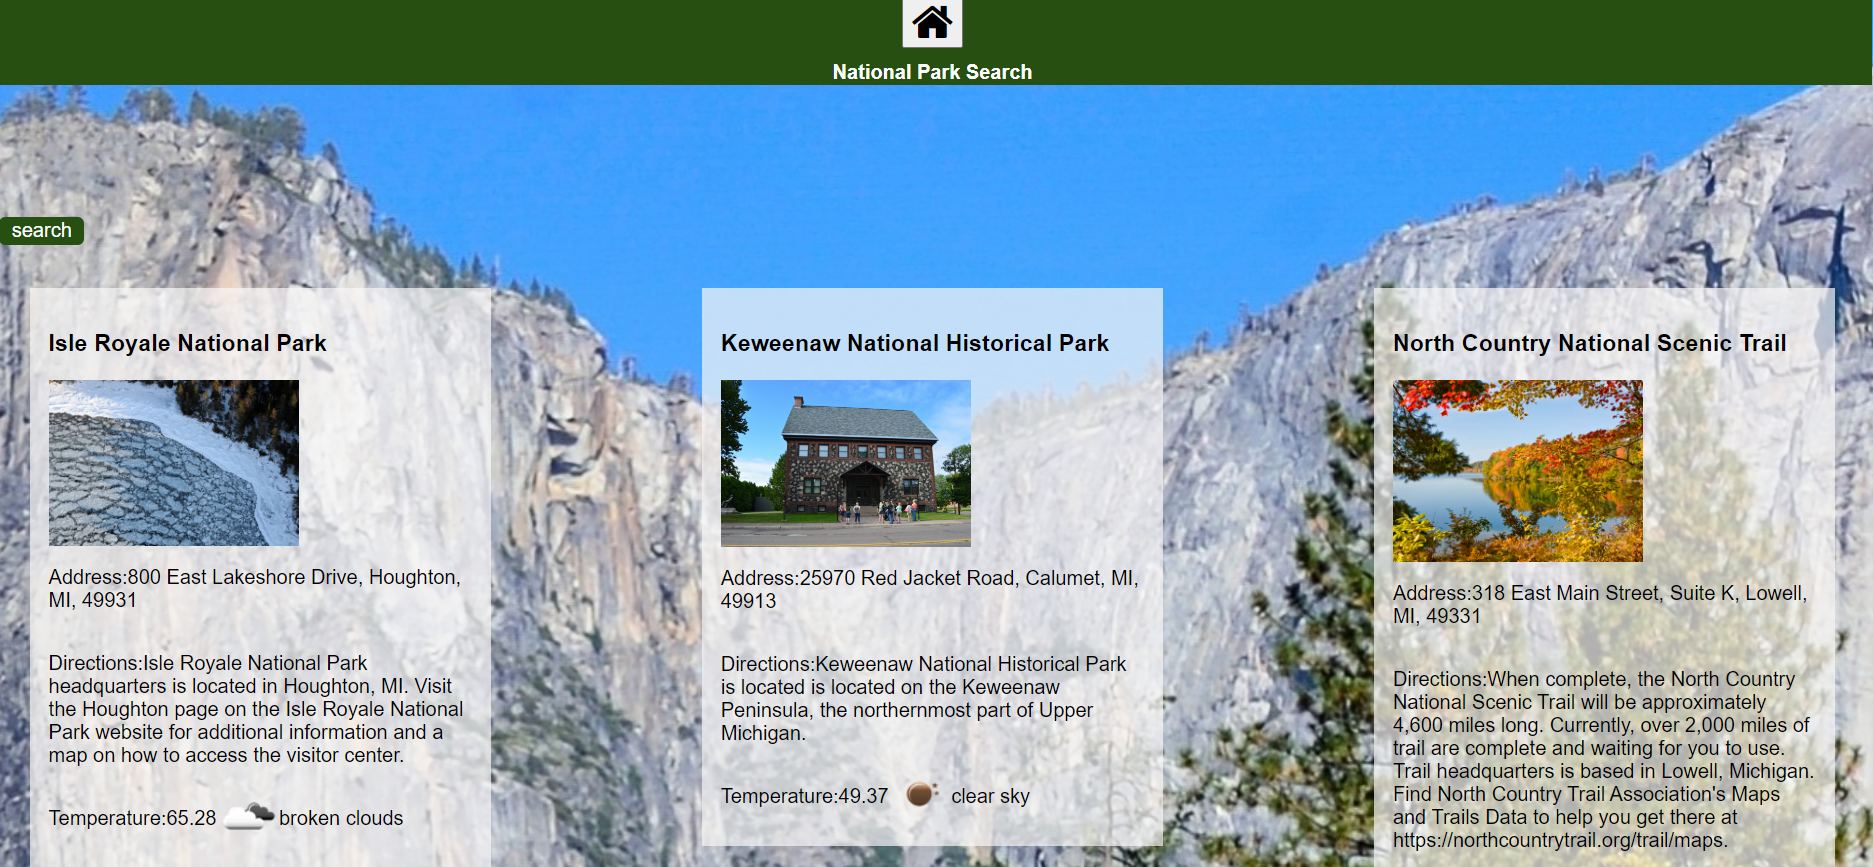 National Park Search
search
Isle Royale National Park
Address:800 East Lakeshore Drive, Houghton,
MI, 49931
Directions:Isle Royale National Park
headquarters is located in Houghton, MI. Visit
the Houghton page on the Isle Royale National
Park website for additional information and a
map on how to access the visitor center.
Temperature:65.28 broken clouds
Keweenaw National Historical Park
Address:25970 Red Jacket Road, Calumet, MI,
49913
Directions:Keweenaw National Historical Park
is located is located on the Keweenaw
Peninsula, the northernmost part of Upper
Michigan.
Temperature:49.37 clear sky
North Country National Scenic Trail
Address:318 East Main Street, Suite K, Lowell,
MI, 49331
Directions:When complete, the North Country
National Scenic Trail will be approximately
4,600 miles long. Currently, over 2,000 miles of
trail are complete and waiting for you to use.
Trail headquarters is based in Lowell, Michigan.
Find North Country Trail Association's Maps
and Trails Data to help you get there at
https://northcountrytrail.org/trail/maps.